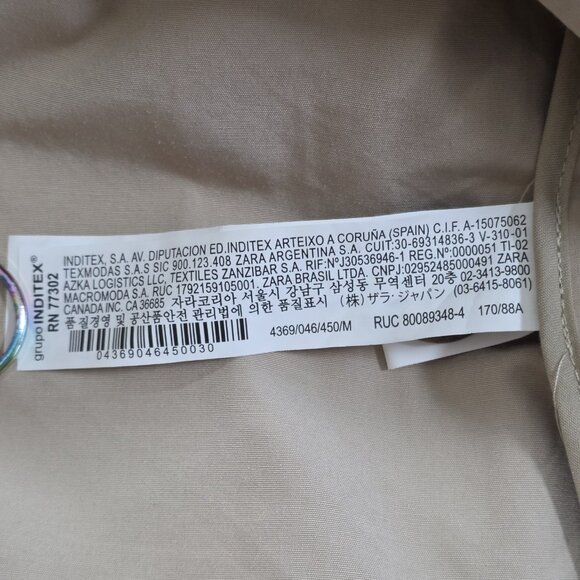 grupo INDITEX®
RN 77302
INDITEX, S.A. AV. DIPUTACION ED.INDITEX ARTEIXO A CORUÑA (SPAIN) C.I.F. A-15075062
TEXMODAS S.A.S SIC 900.123.408 ZARA ARGENTINA S.A. CUIT:30-69314836-3 V-310-01
AZKA LOGISTICS LLC, TEXTILES ZANZIBAR S.A. RIF:NºJ30536946-1 REG.Nº:0000051 TI-02
MACROMODA S.A. RUC 1792159105001. ZARA BRASIL LTDA. CNPJ:02952485000491 ZARA
CANADA INC. CA 36685 자라코리아 서울시 강남구 삼성동 무역센터 20층 02-3413-9800
품질경영 및 공산품안전 관리법에 의한 품질표시 (株) ザラ・ジャパン (03-6415-8061)
04369046450030
4369/046/450/M
RUC 80089348-4
170/88A